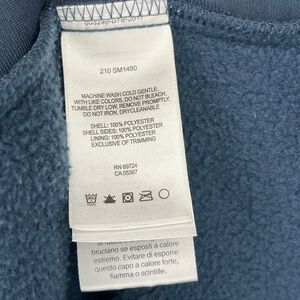 210 SM1480
MACHINE WASH COLD GENTLE,
WITH LIKE COLORS, DO NOT BLEACH,
TUMBLE DRY LOW, REMOVE PROMPTLY,
DO NOT IRON, DRYCLEANABLE
SHELL: 100% POLYESTER
SHELL SIDES: 100% POLYESTER
LINING: 100% POLYESTER
EXCLUSIVE OF TRIMMING
RN 69724
CA 05367
bruciano se esposti a calore
estremo. Evitare di esporre
questo capo a calore forte,
fiamma o scintille.